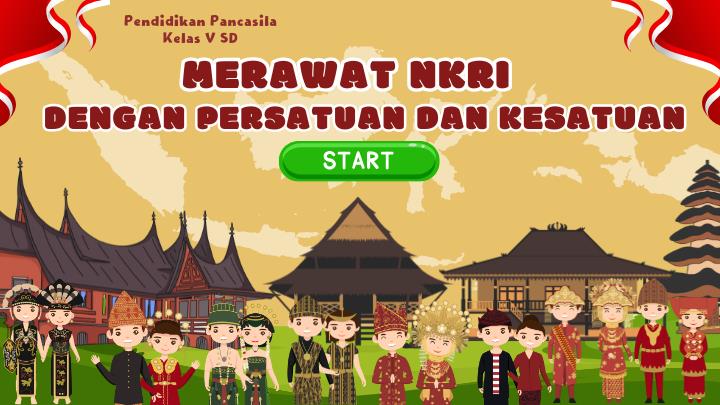 Pendidikan Pancasila
Kelas V SD
MERAWAT NKRI
DENGAN PERSATUAN DAN KESATUAN
START